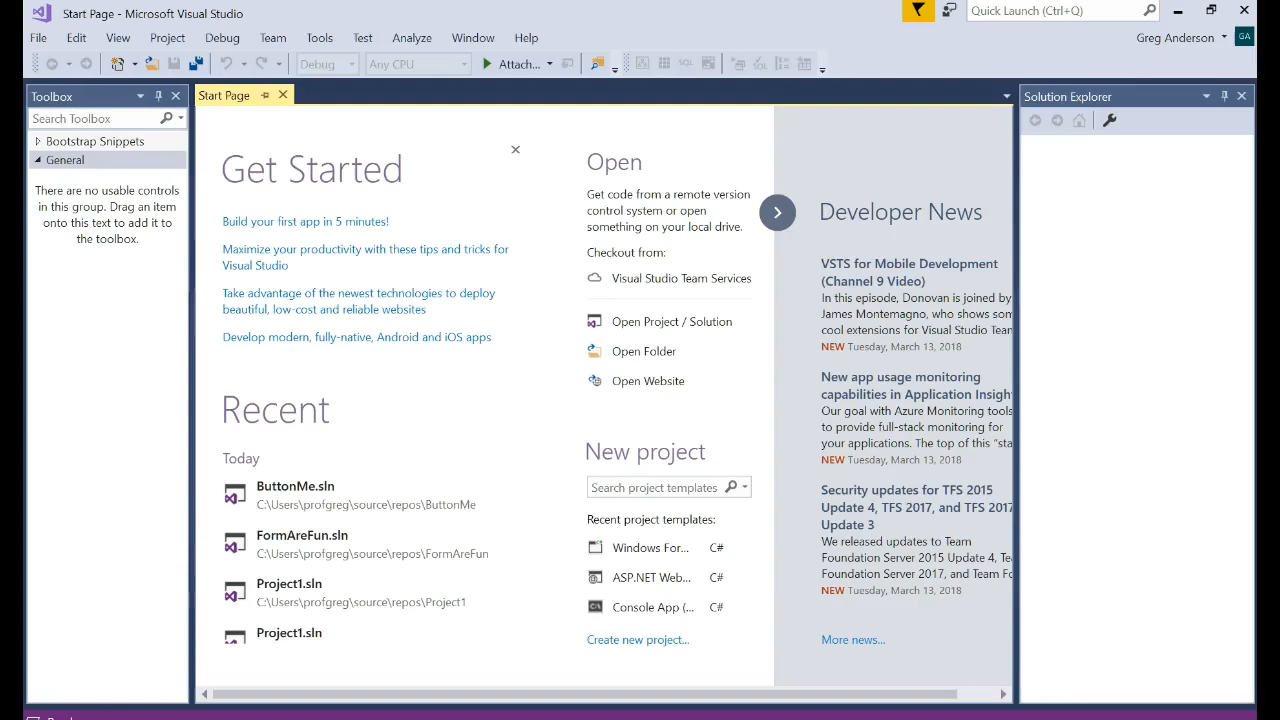 Start Page - Microsoft Visual Studio
Quick Launch (Ctrl+Q)
File Edit View Project Debug Team Tools Test Analyze Window Help
Greg Anderson
GA
Debug
Any CPU
Attach...
Toolbox
Search Toolbox
Bootstrap Snippets
General
There are no usable controls
in this group. Drag an item
onto this text to add it to
the toolbox.
Start Page
Get Started
Build your first app in 5 minutes!
Maximize your productivity with these tips and tricks for
Visual Studio
Take advantage of the newest technologies to deploy
beautiful, low-cost and reliable websites
Develop modern, fully-native, Android and iOS apps
Recent
Today
ButtonMe.sln
C:\Users\profgreg\source\repos\ButtonMe
FormAreFun.sln
C:\Users\profgreg\source\repos\FormAreFun
Project1.sln
C:\Users\profgreg\source\repos\Project1
Project1.sln
Open
Get code from a remote version
control system or open
something on your local drive.
Checkout from:
Visual Studio Team Services
Open Project / Solution
Open Folder
Open Website
New project
Search project templates
Recent project templates:
Windows For... C#
ASP.NET Web... C#
Console App (... C#
Create new project...
Developer News
VSTS for Mobile Development
(Channel 9 Video)
In this episode, Donovan is joined by
James Montemagno, who shows som
cool extensions for Visual Studio Tean
NEW Tuesday, March 13, 2018
New app usage monitoring
capabilities in Application Insigh
Our goal with Azure Monitoring tools
to provide full-stack monitoring for
your applications. The top of this "sta
NEW Tuesday, March 13, 2018
Security updates for TFS 2015
Update 4, TFS 2017, and TFS 2017
Update 3
We released updates to Team
Foundation Server 2015 Update 4, Tea
Foundation Server 2017, and Team Fo
NEW Tuesday, March 13, 2018
More news...
Solution Explorer